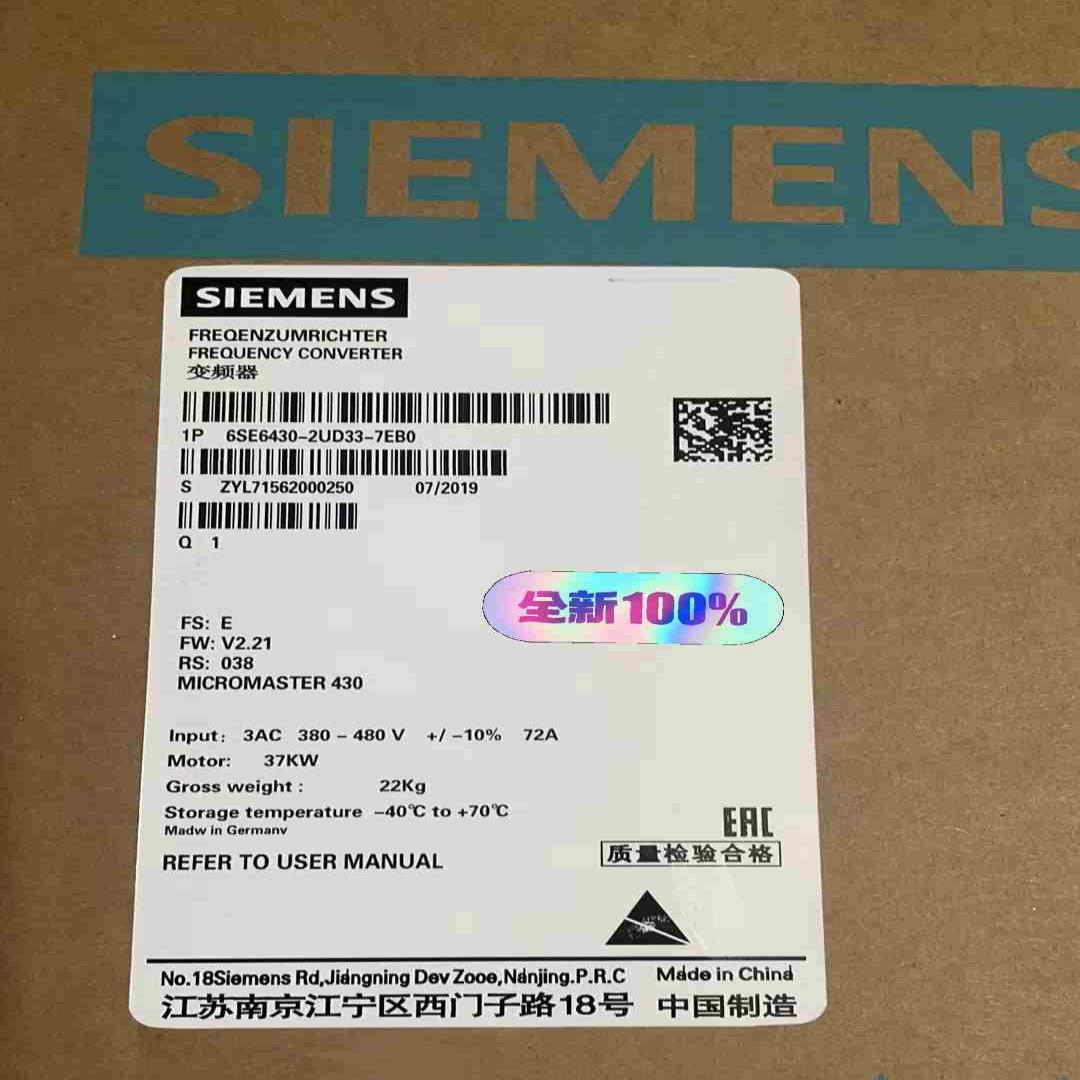 SIEMENS
SIEMENS
FREQENZUMRICHTER
FREQUENCY CONVERTER
变频器
1P 6SE6430-2UD33-7EB0
S ZYL71562000250 07/2019
Q 1
全新100%
FS: E
FW: V2.21
RS: 038
MICROMASTER 430
Input: 3AC 380 - 480 V +/ -10% 72A
Motor: 37KW
Gross weight : 22Kg
Storage temperature -40℃ to +70℃
Madw in Germanv
REFER TO USER MANUAL
EAC
质量检验合格
No.18Siemens Rd,Jiangning Dev Zooe,Nanjing.P.R.C Made in China
江苏南京江宁区西门子路18号 中国制造